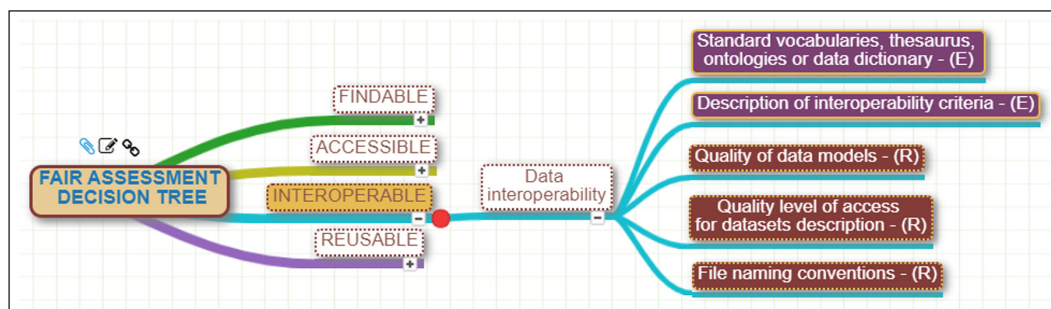 Standard vocabularies, thesaurus,
ontologies or data dictionary - (E)
FINDABLE
Description of interoperability criteria - (E)
ACCESSIBLE
Quality of data models - (R)
FAIR ASSESSMENT
DECISION TREE
Data
interoperability
INTEROPERABLE
Quality level of access
for datasets description - (R)
REUSABLE
File naming conventions - (R)